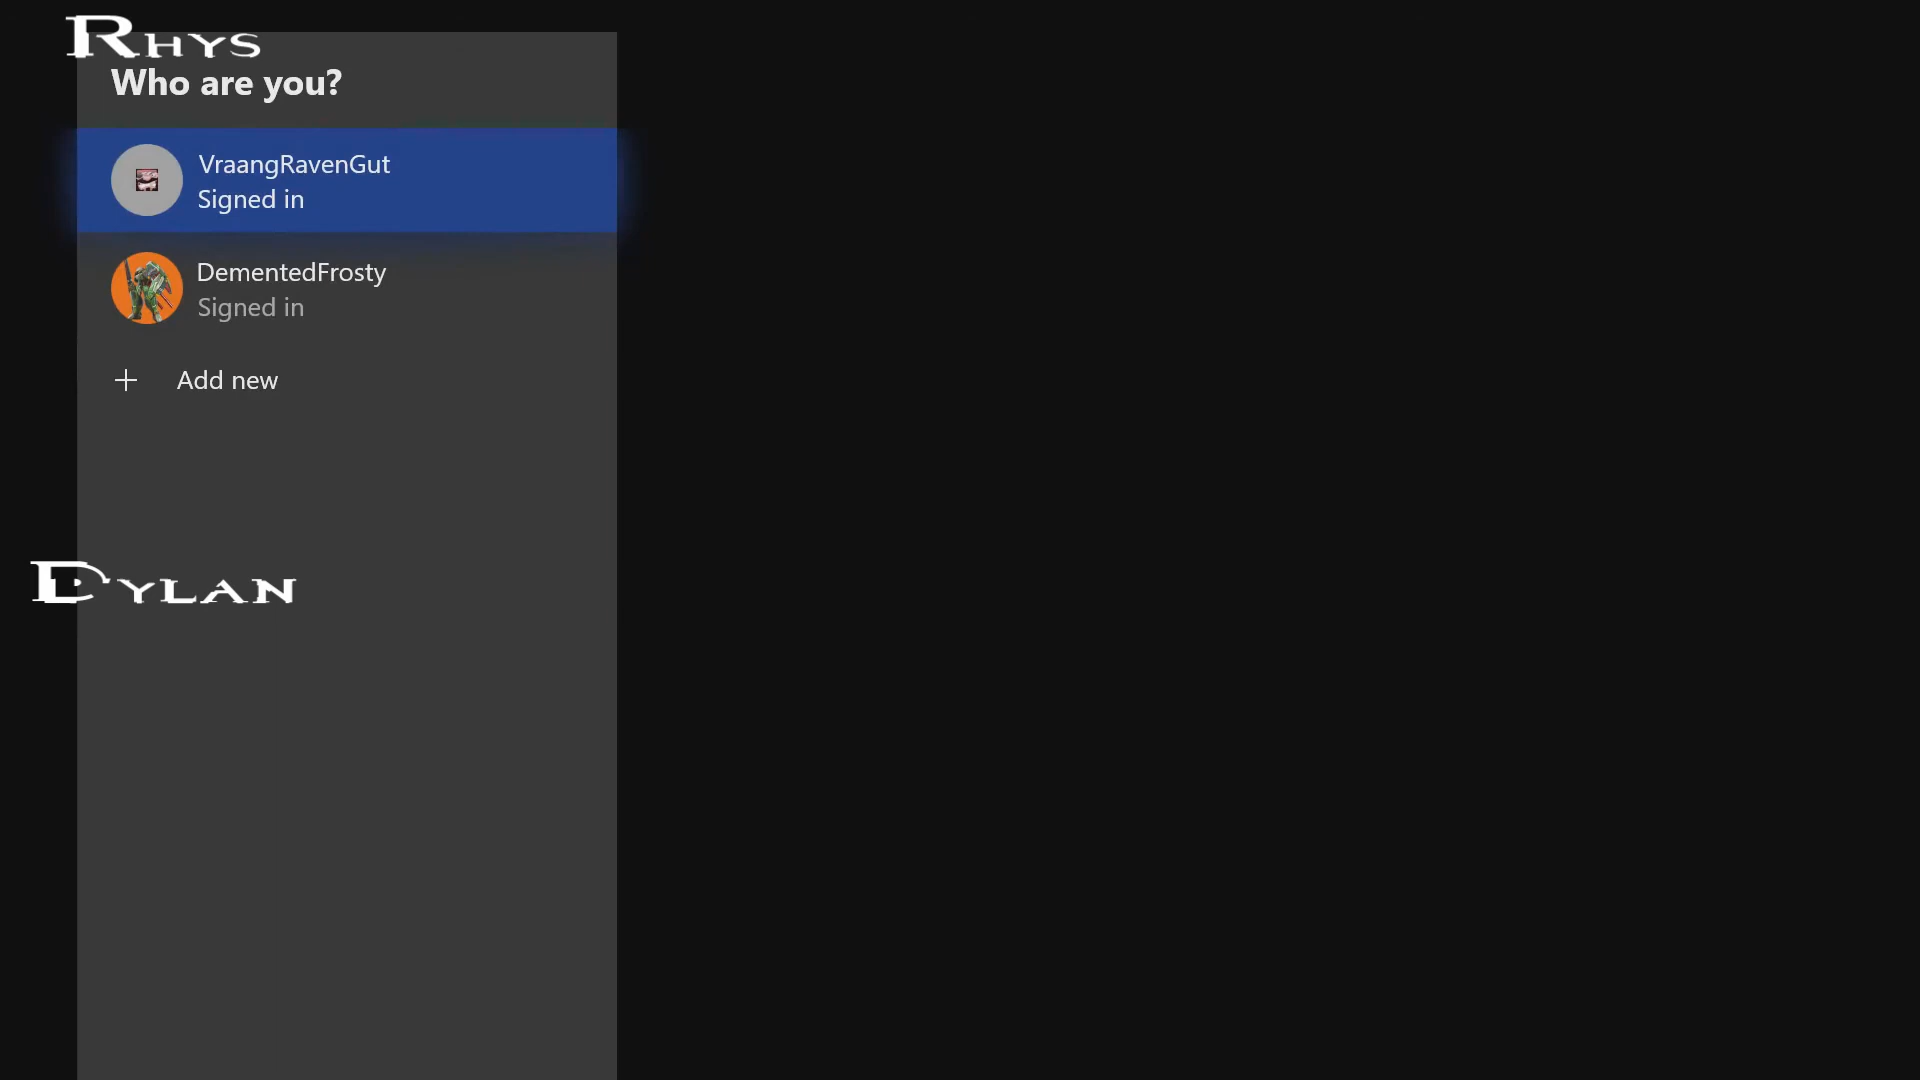 Rhys
Who are you?
VraangRavenGut
Signed in
DementedFrosty
Signed in
Add new
Dylan